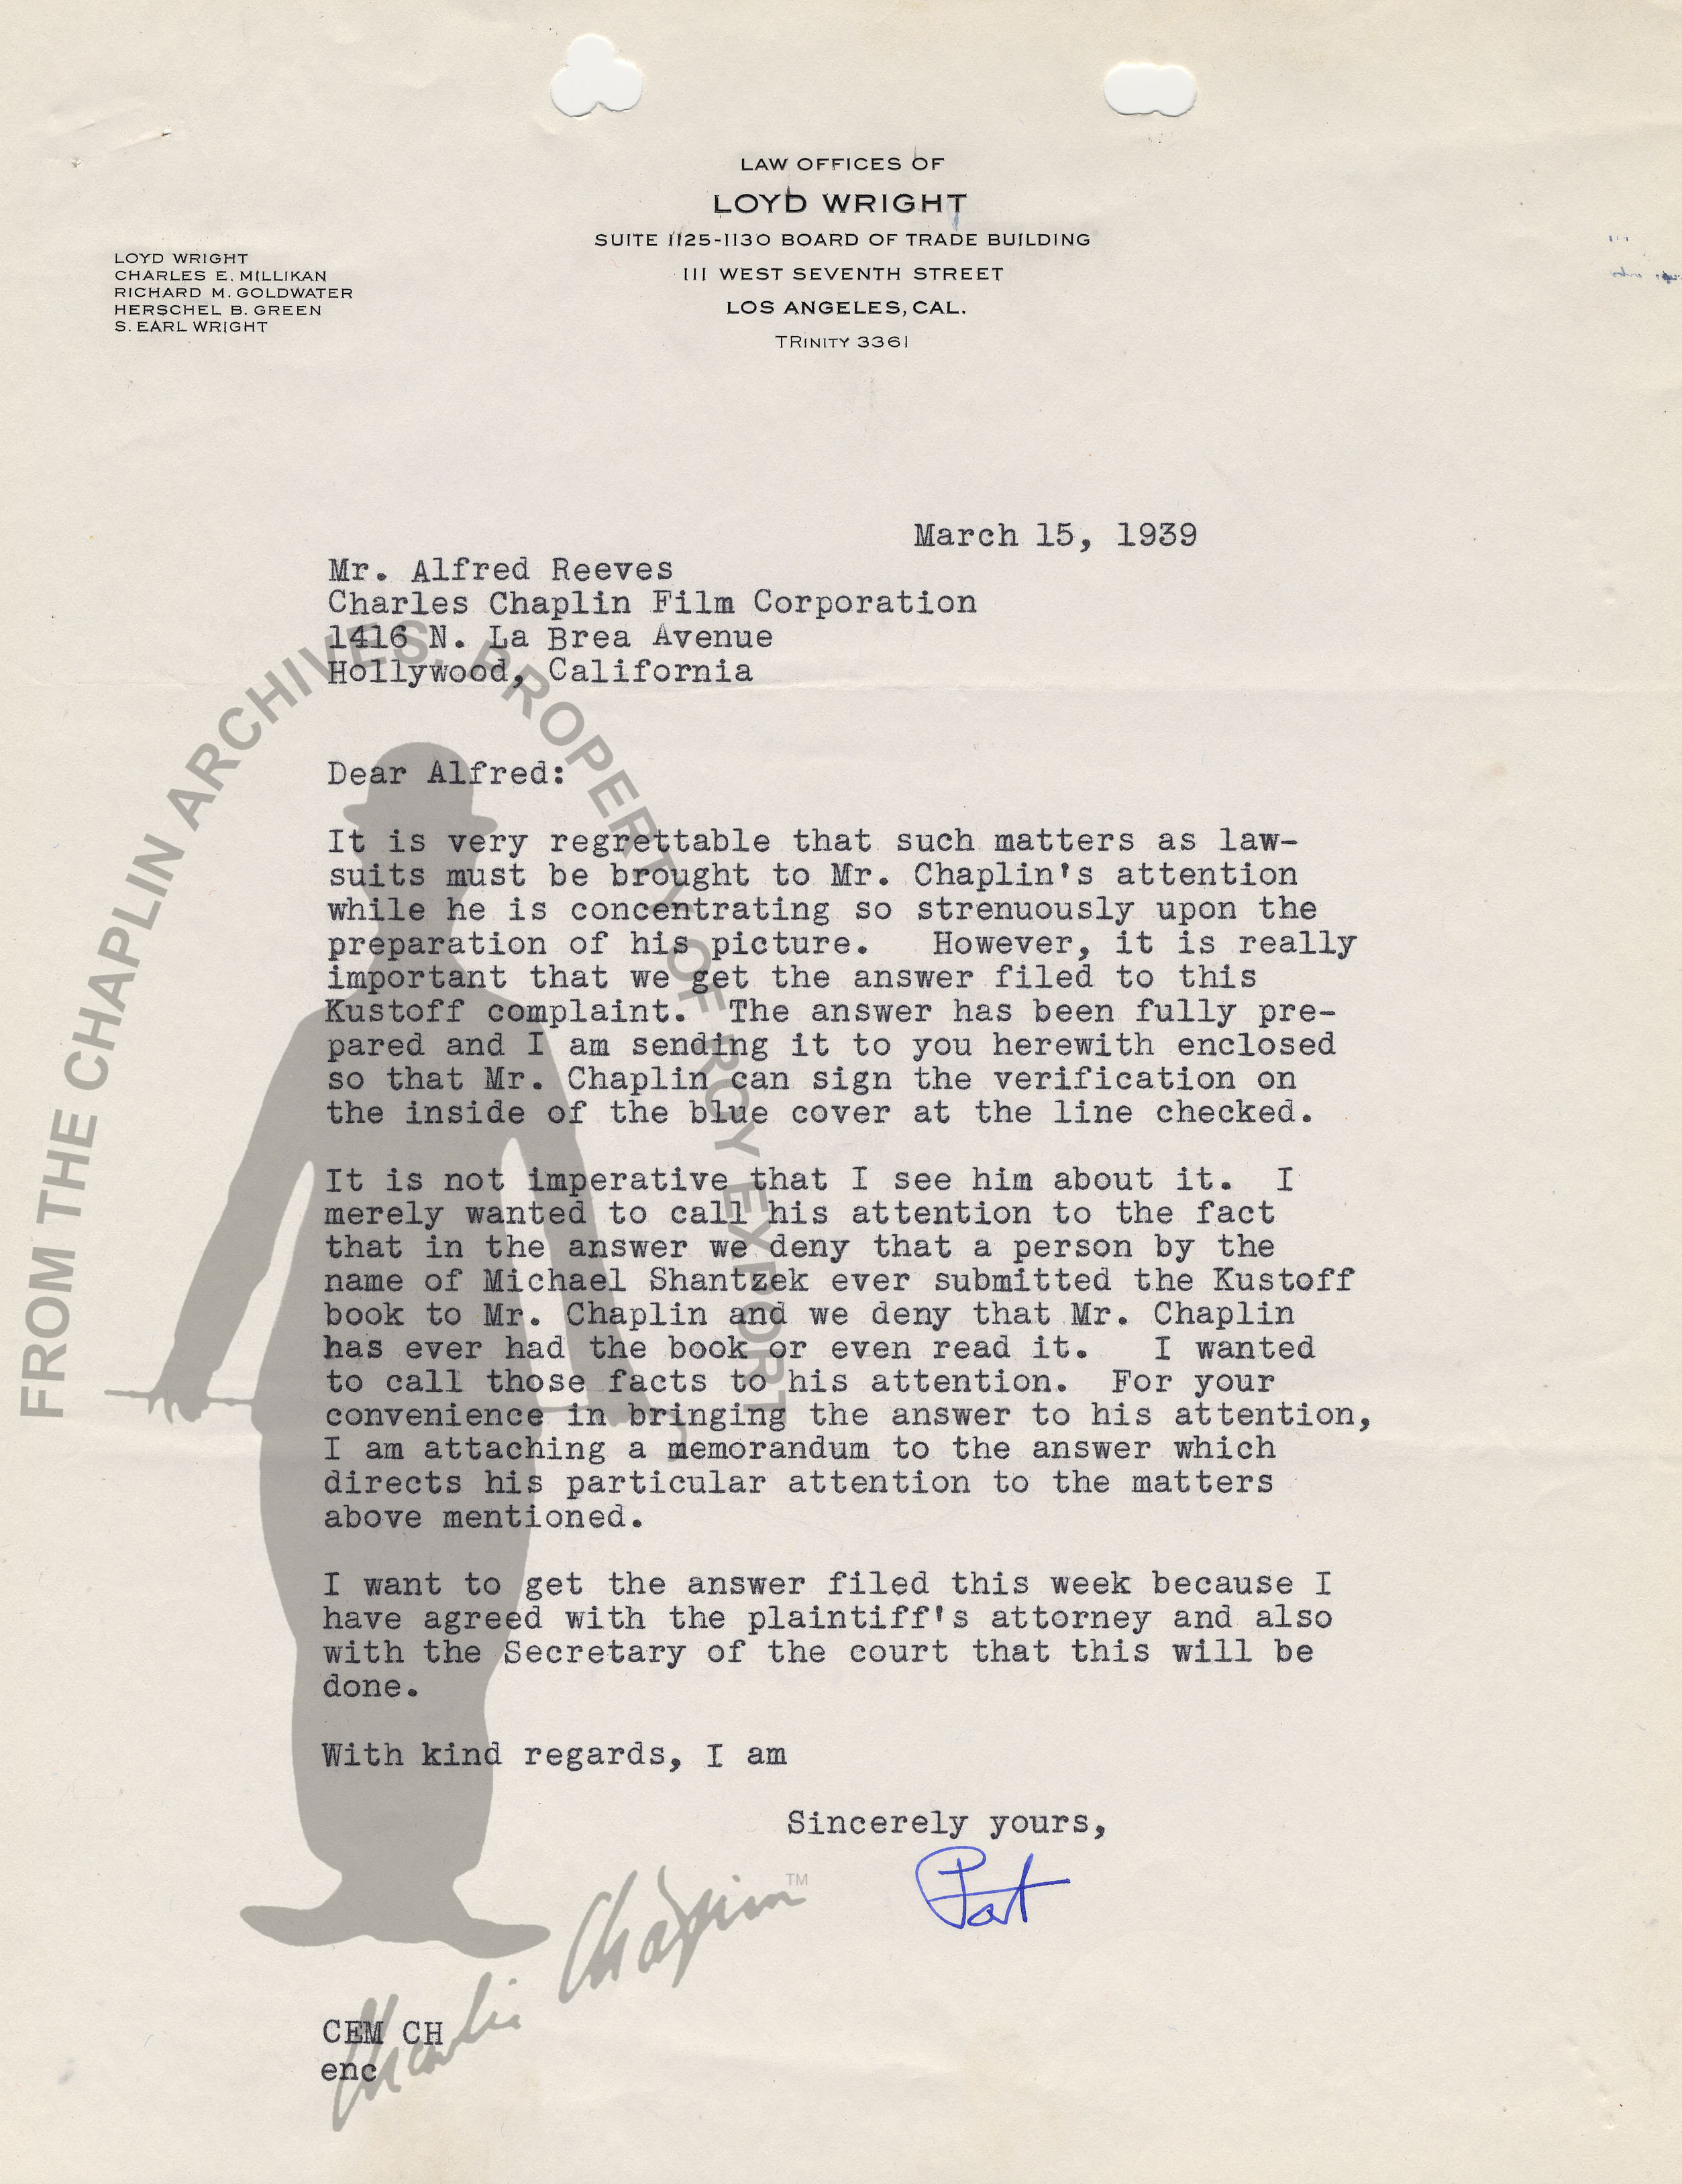 LAW OFFICES OF
LOYD WRIGHT
SUITE 1125-1130 BOARD OF TRADE BUILDING
111 WEST SEVENTH STREET
LOS ANGELES, CAL.
TRINITY 3361
LOYD WRIGHT
CHARLES E. MILLIKAN
RICHARD M. GOLDWATER
HERSCHEL B. GREEN
S. EARL WRIGHT
March 15, 1939
Mr. Alfred Reeves
Charles Chaplin Film Corporation
1416 N. La Brea Avenue
Hollywood, California
Dear Alfred:
It is very regrettable that such matters as law-
suits must be brought to Mr. Chaplin's attention
while he is concentrating so strenuously upon the
preparation of his picture. However, it is really
important that we get the answer filed to this
Kustoff complaint. The answer has been fully pre-
pared and I am sending it to you herewith enclosed
so that Mr. Chaplin can sign the verification on
the inside of the blue cover at the line checked.
It is not imperative that I see him about it. I
merely wanted to call his attention to the fact
that in the answer we deny that a person by the
name of Michael Shantzek ever submitted the Kustoff
book to Mr. Chaplin and we deny that Mr. Chaplin
has ever had the book or even read it. I wanted
to call those facts to his attention. For your
convenience in bringing the answer to his attention,
I am attaching a memorandum to the answer which
directs his particular attention to the matters
above mentioned.
I want to get the answer filed this week because I
have agreed with the plaintiff's attorney and also
with the Secretary of the court that this will be
done.
With kind regards, I am
Sincerely yours,
Pat
CEM CH
enc
FROM THE CHAPLIN ARCHIVES, PROPERTY OF ROY EXPORT
Charlie Chaplin™